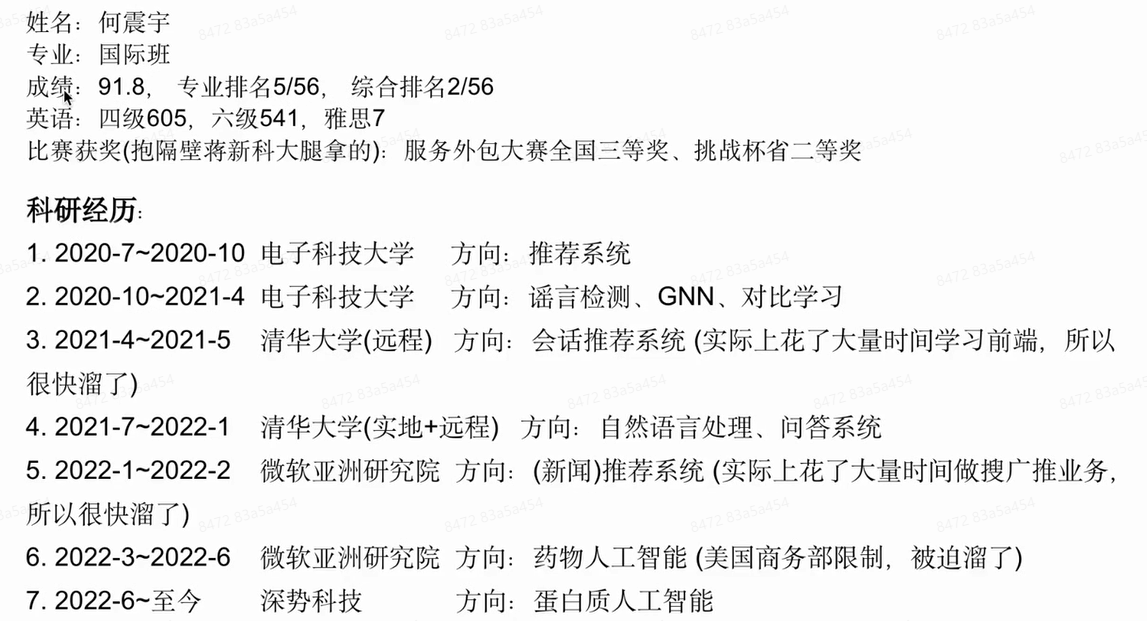 姓名：何震宇
专业：国际班
成绩：91.8， 专业排名5/56， 综合排名2/56
英语：四级605，六级541，雅思7
比赛获奖(抱隔壁蒋新科大腿拿的)：服务外包大赛全国三等奖、挑战杯省二等奖
科研经历：
1. 2020-7~2020-10 电子科技大学 方向：推荐系统
2. 2020-10~2021-4 电子科技大学 方向：谣言检测、GNN、对比学习
3. 2021-4~2021-5 清华大学(远程) 方向：会话推荐系统 (实际上花了大量时间学习前端，所以
很快溜了)
4. 2021-7~2022-1 清华大学(实地+远程) 方向：自然语言处理、问答系统
5. 2022-1~2022-2 微软亚洲研究院 方向：(新闻)推荐系统 (实际上花了大量时间做搜广推业务，
所以很快溜了)
6. 2022-3~2022-6 微软亚洲研究院 方向：药物人工智能 (美国商务部限制，被迫溜了)
7. 2022-6~至今 深势科技 方向：蛋白质人工智能
8472 83a5a454